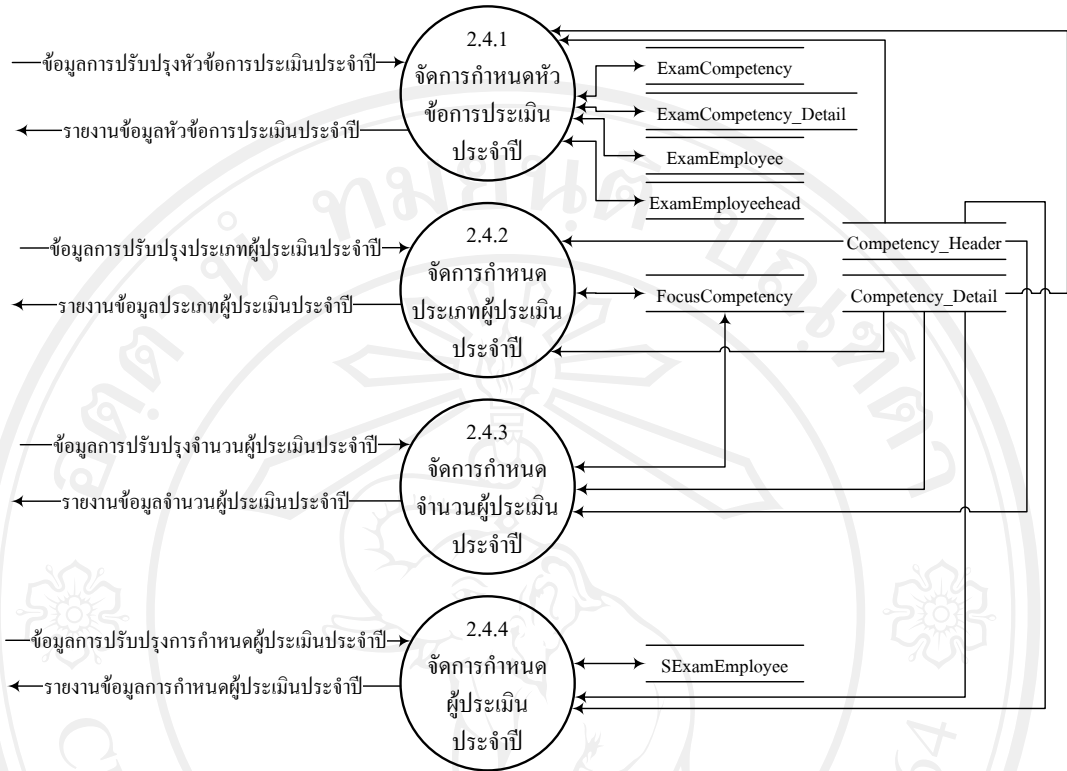 2.4.1
จัดการกำหนดหัว
ข้อการประเมิน
ประจำปี
ข้อมูลการปรับปรุงหัวข้อการประเมินประจำปี
รายงานข้อมูลหัวข้อการประเมินประจำปี
ExamCompetency
ExamCompetency_Detail
ExamEmployee
ExamEmployeehead
2.4.2
จัดการกำหนด
ประเภทผู้ประเมิน
ประจำปี
ข้อมูลการปรับปรุงประเภทผู้ประเมินประจำปี
รายงานข้อมูลประเภทผู้ประเมินประจำปี
Competency_Header
FocusCompetency
Competency_Detail
2.4.3
จัดการกำหนด
จำนวนผู้ประเมิน
ประจำปี
ข้อมูลการปรับปรุงจำนวนผู้ประเมินประจำปี
รายงานข้อมูลจำนวนผู้ประเมินประจำปี
2.4.4
จัดการกำหนด
ผู้ประเมิน
ประจำปี
ข้อมูลการปรับปรุงการกำหนดผู้ประเมินประจำปี
รายงานข้อมูลการกำหนดผู้ประเมินประจำปี
SExamEmployee